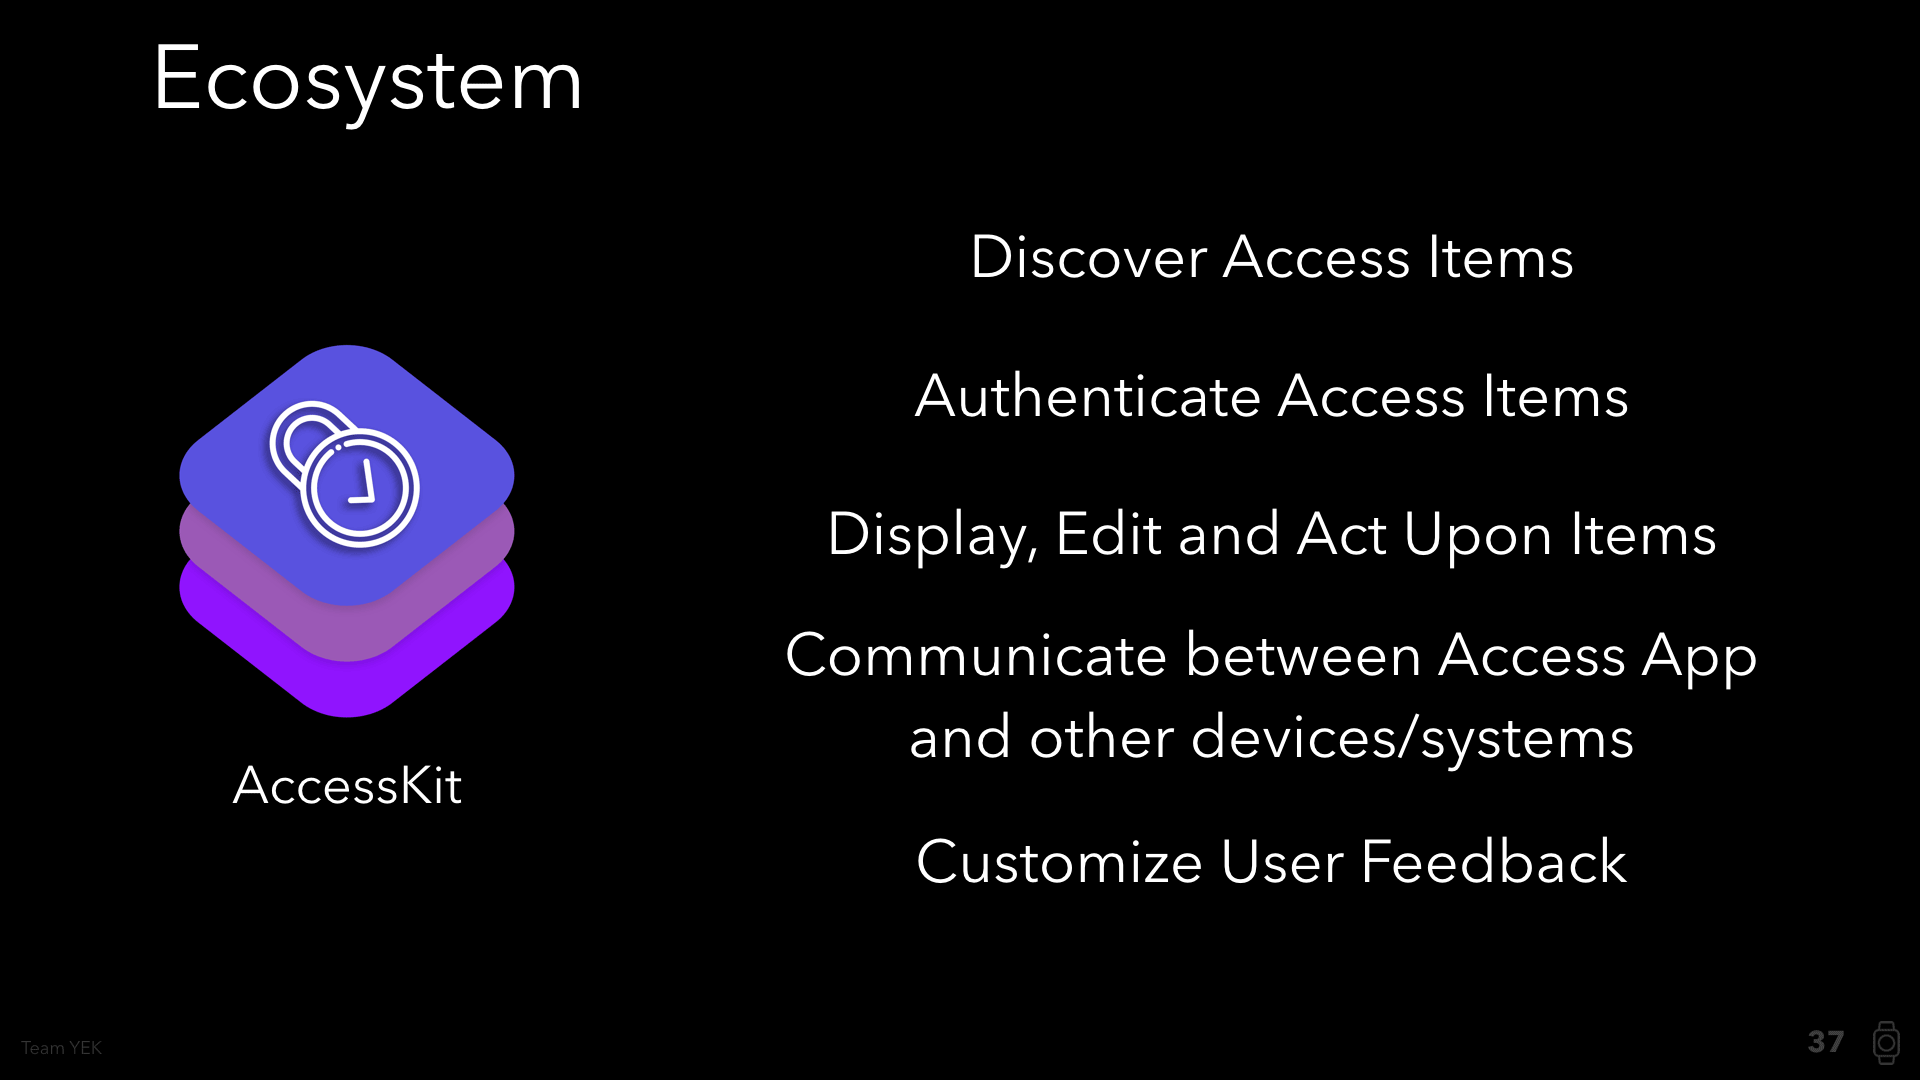 Ecosystem
Discover Access Items
Authenticate Access Items
Display, Edit and Act Upon Items
Communicate between Access App
and other devices/systems
Customize User Feedback
AccessKit
Team YEK
37